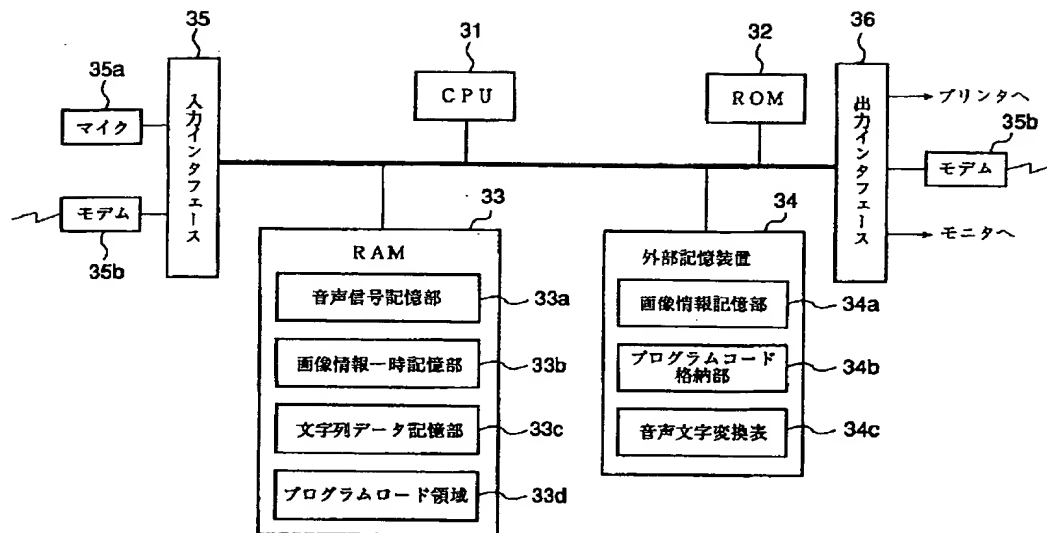 35
31
32
36
35a
入力インタフェース
CPU
ROM
出力インタフェース
プリンタへ
マイク
35b
モデム
モデム
35b
33
34
モニタへ
RAM
外部記憶装置
音声信号記憶部
33a
画像情報記憶部
34a
画像情報一時記憶部
33b
プログラムコード
格納部
34b
文字列データ記憶部
33c
音声文字変換表
34c
プログラムロード領域
33d